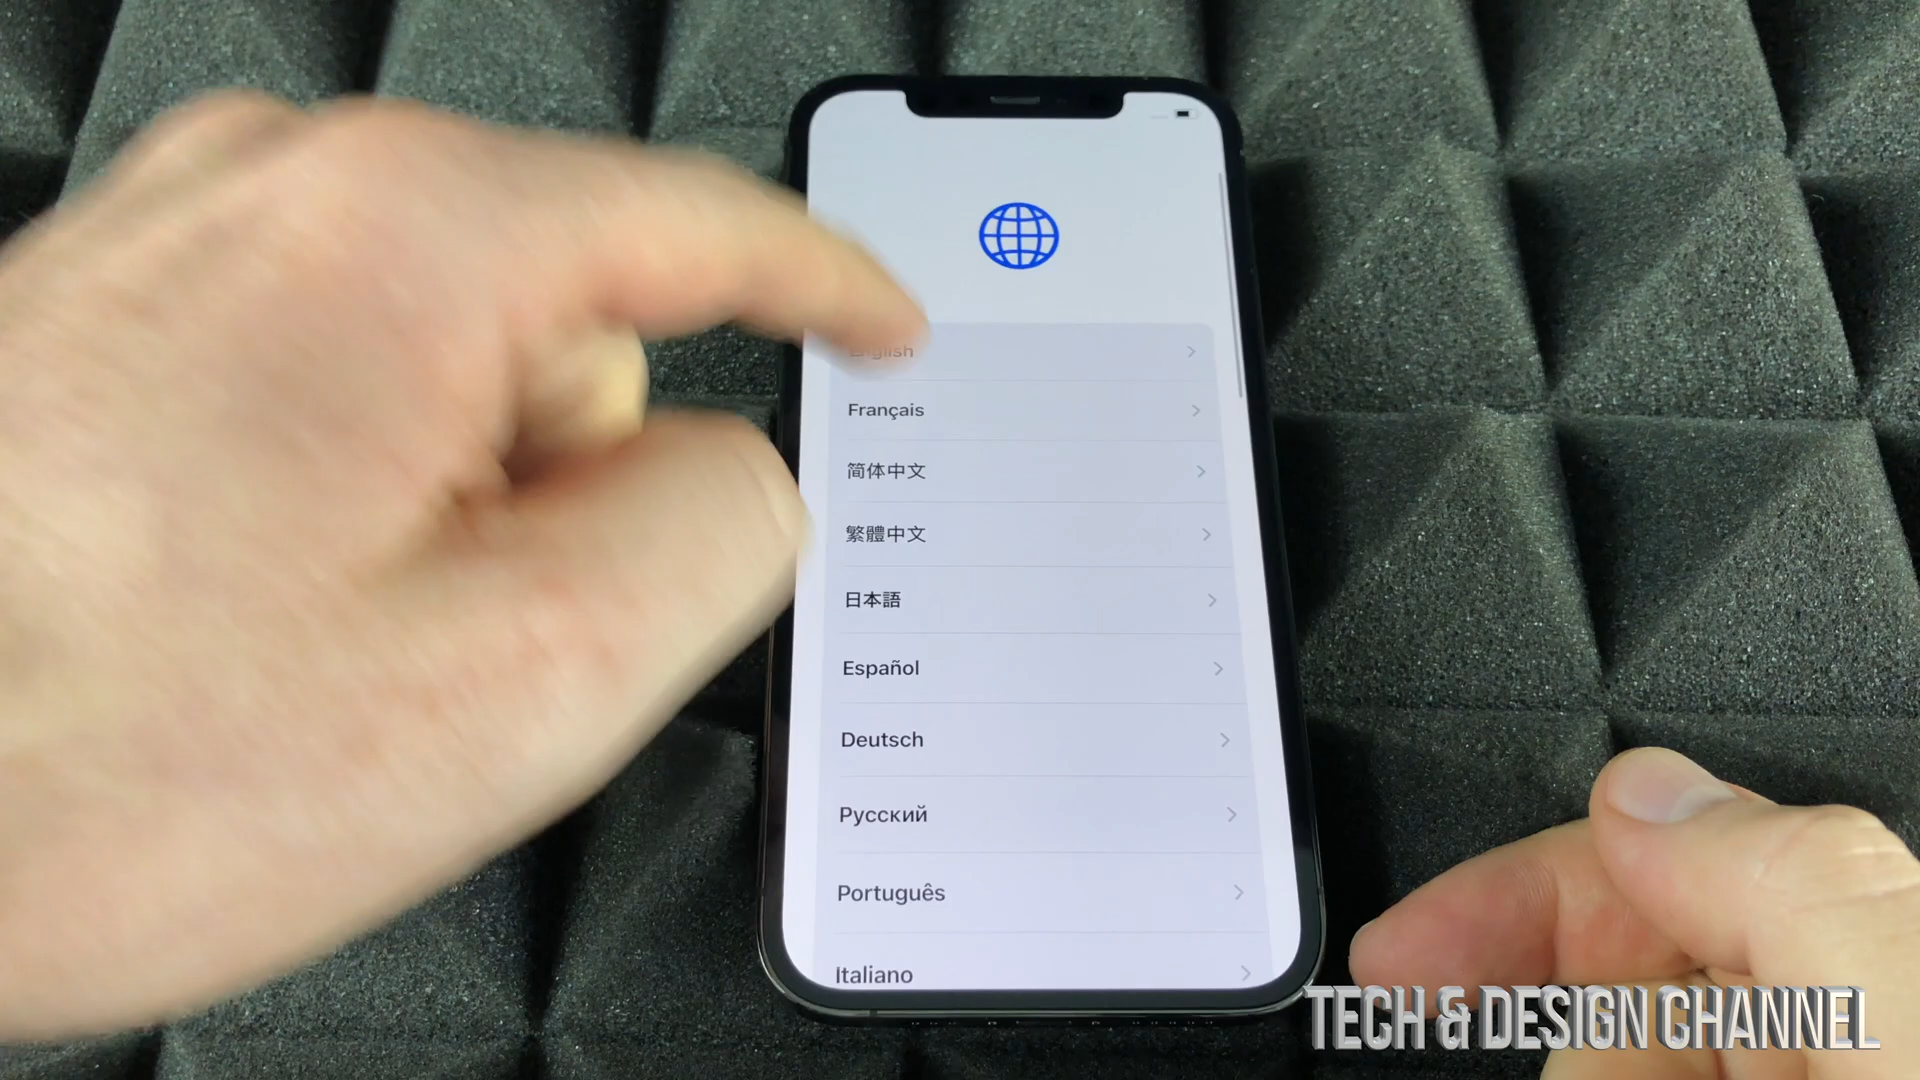 English
Français
简体中文
繁體中文
日本語
Español
Deutsch
Русский
Português
Italiano
TECH & DESIGN CHANNEL